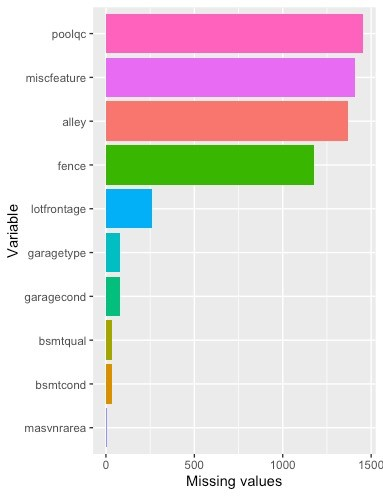 poolqc
miscfeature
alley
fence
lotfrontage
garagetype
garagecond
bsmtqual
bsmtcond
masvnrarea
Variable
0 500 1000 1500
Missing values